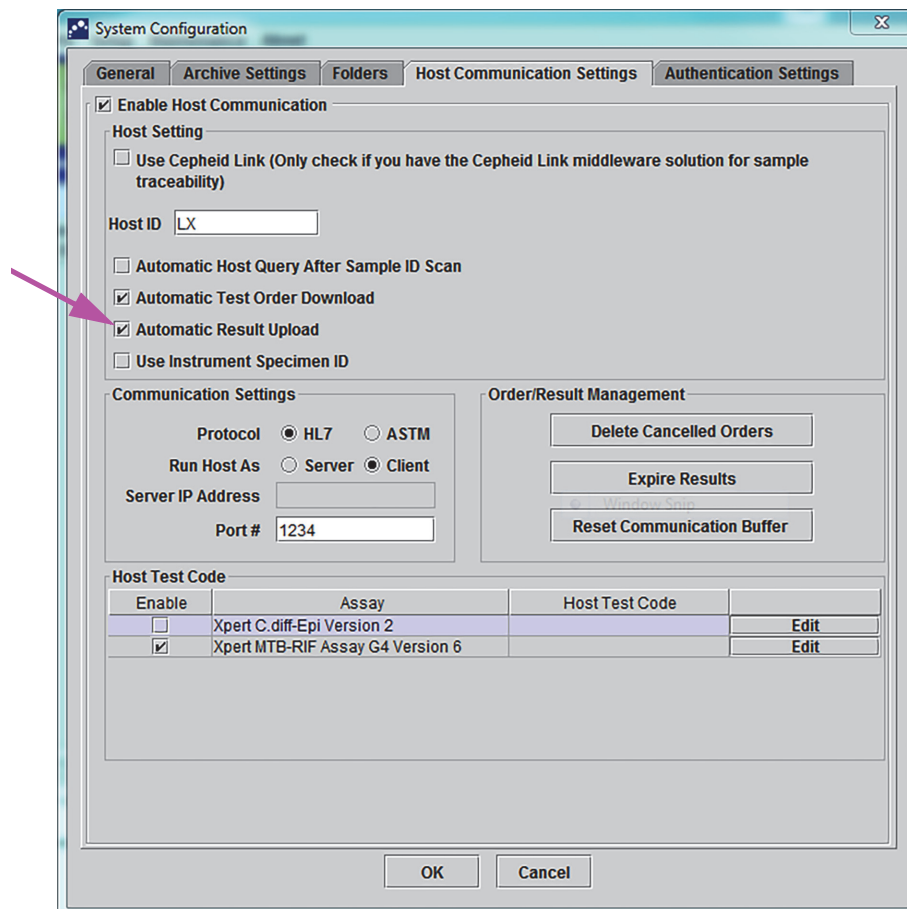 System Configuration
General Archive Settings Folders Host Communication Settings Authentication Settings
Enable Host Communication
Host Setting
Use Cepheid Link (Only check if you have the Cepheid Link middleware solution for sample
traceability)
Host ID LX
Automatic Host Query After Sample ID Scan
Automatic Test Order Download
Automatic Result Upload
Use Instrument Specimen ID
Communication Settings
Protocol HL7 ASTM
Run Host As Server Client
Server IP Address
Port # 1234
Order/Result Management
Delete Cancelled Orders
Expire Results
Window Snip
Reset Communication Buffer
Host Test Code
Enable Assay Host Test Code
Xpert C.diff-Epi Version 2 Edit
Xpert MTB-RIF Assay G4 Version 6 Edit
OK Cancel